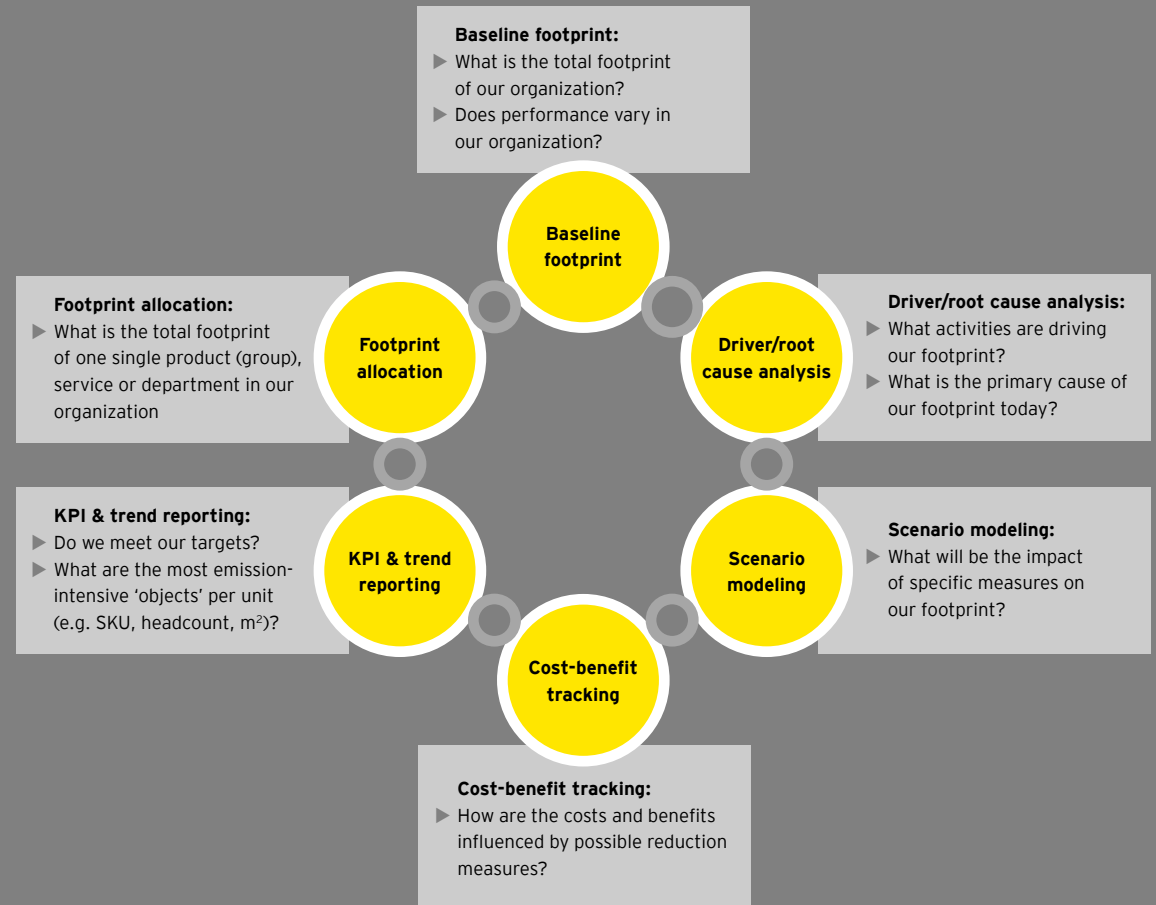 Baseline footprint:
▶ What is the total footprint
of our organization?
▶ Does performance vary in
our organization?
Baseline
footprint
Footprint allocation:
▶ What is the total footprint
of one single product (group),
service or department in our
organization
Footprint
allocation
Driver/root
cause analysis
Driver/root cause analysis:
▶ What activities are driving
our footprint?
▶ What is the primary cause of
our footprint today?
KPI & trend reporting:
▶ Do we meet our targets?
▶ What are the most emission-
intensive ‘objects’ per unit
(e.g. SKU, headcount, m²)?
KPI & trend
reporting
Scenario
modeling
Scenario modeling:
▶ What will be the impact
of specific measures on
our footprint?
Cost-benefit
tracking
Cost-benefit tracking:
▶ How are the costs and benefits
influenced by possible reduction
measures?